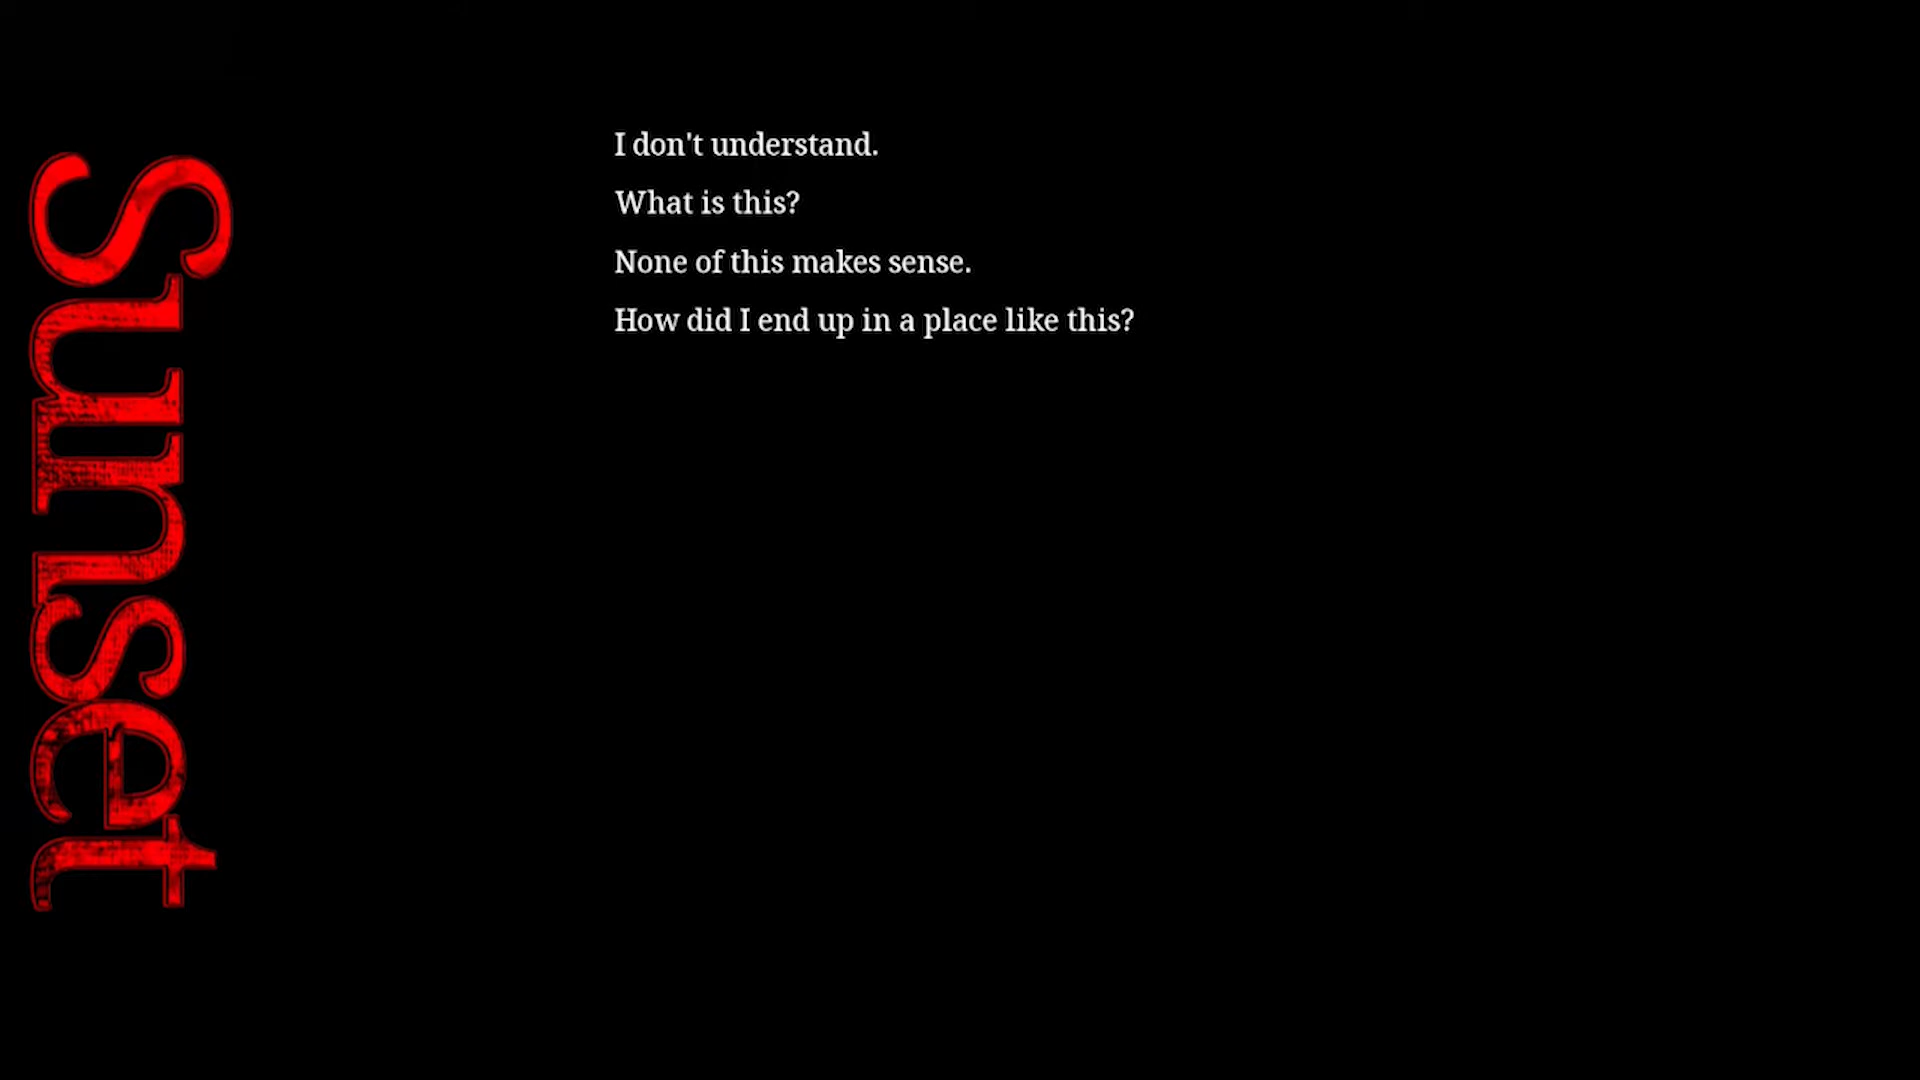 Sunset
I don't understand.
What is this?
None of this makes sense.
How did I end up in a place like this?